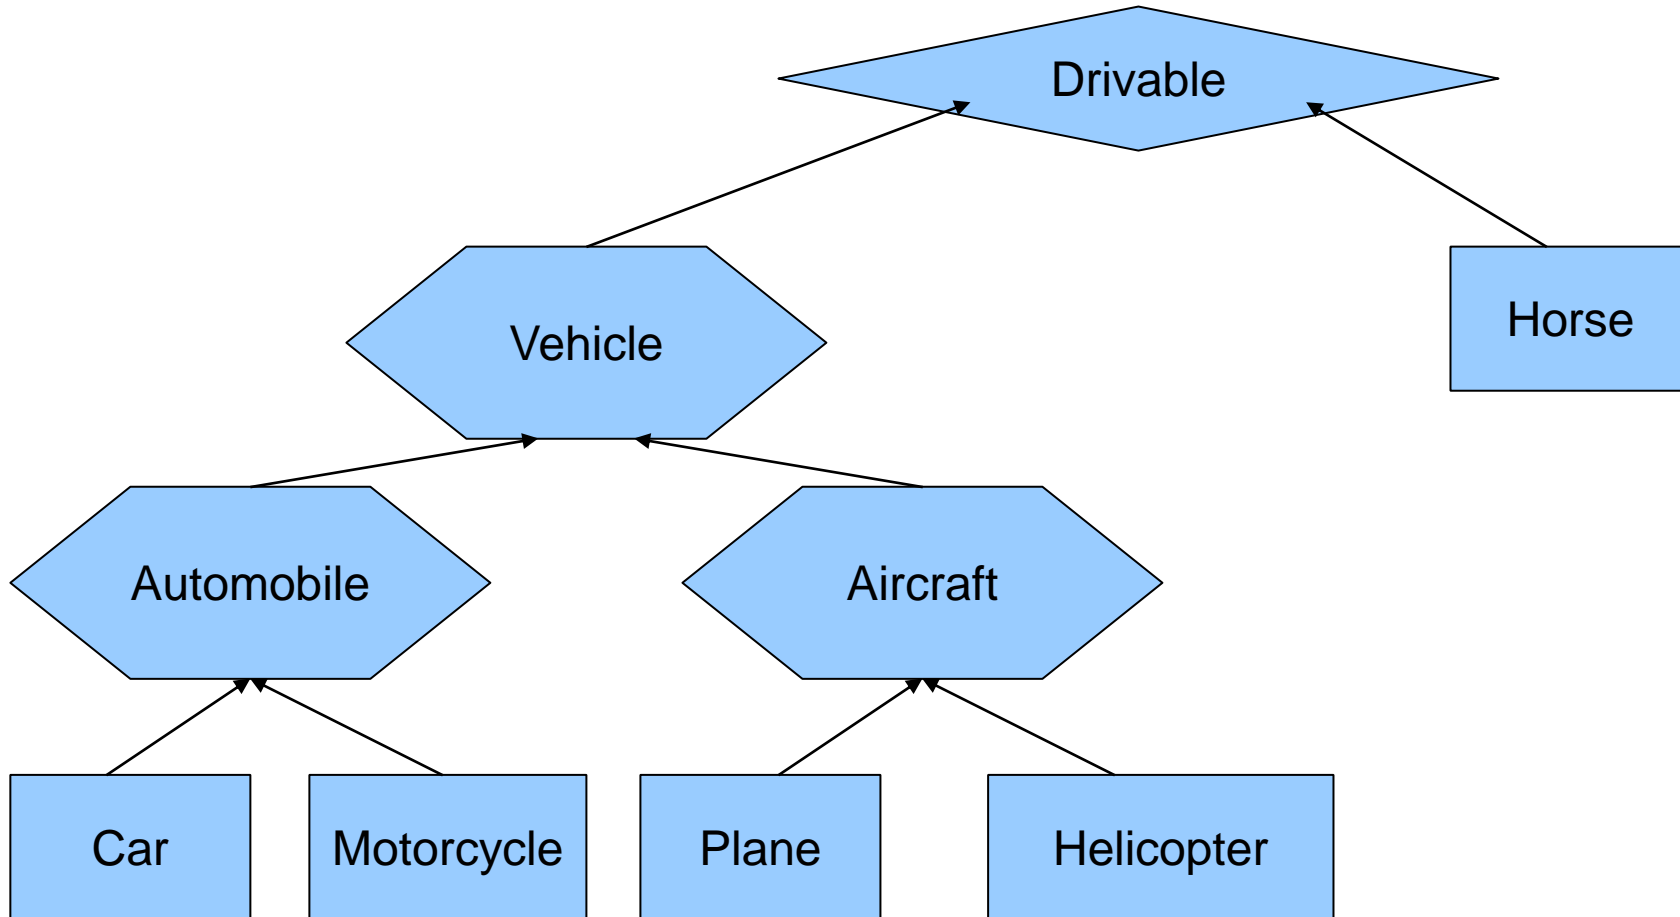 Drivable
Vehicle
Horse
Automobile
Aircraft
Car
Motorcycle
Plane
Helicopter